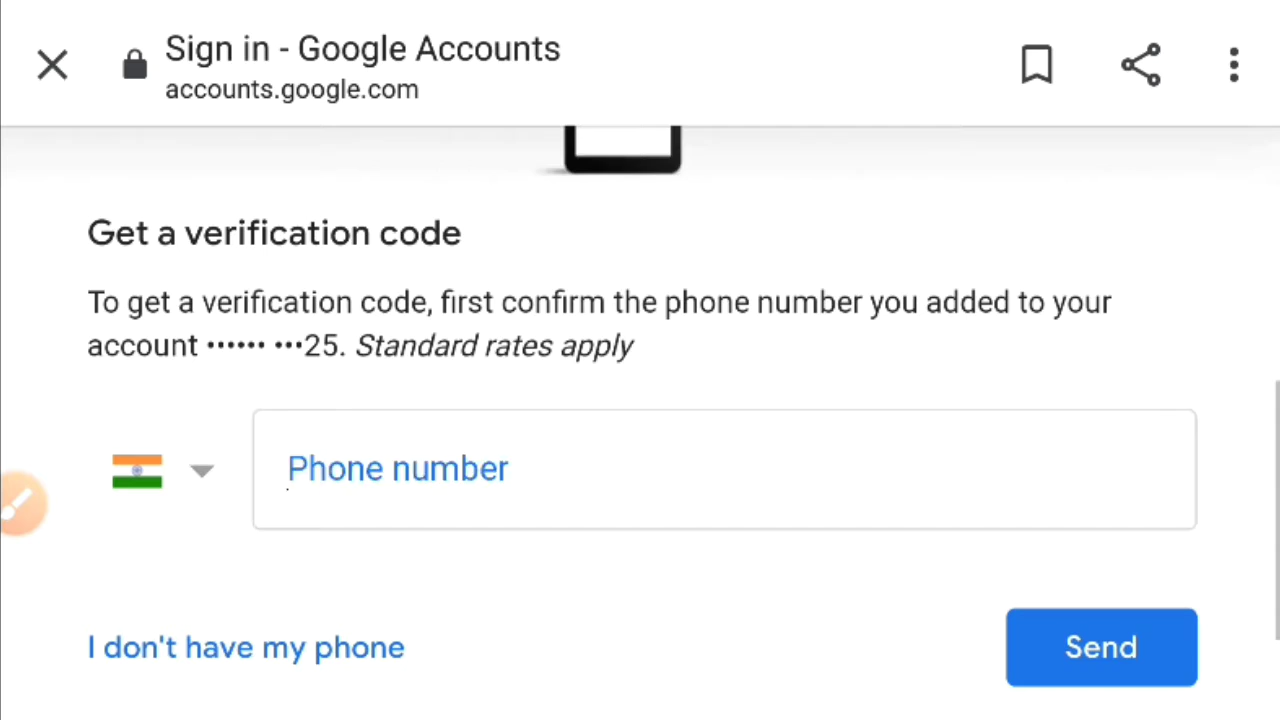 Sign in - Google Accounts
accounts.google.com
Get a verification code
To get a verification code, first confirm the phone number you added to your
account •••••• •••25. Standard rates apply
Phone number
I don't have my phone
Send